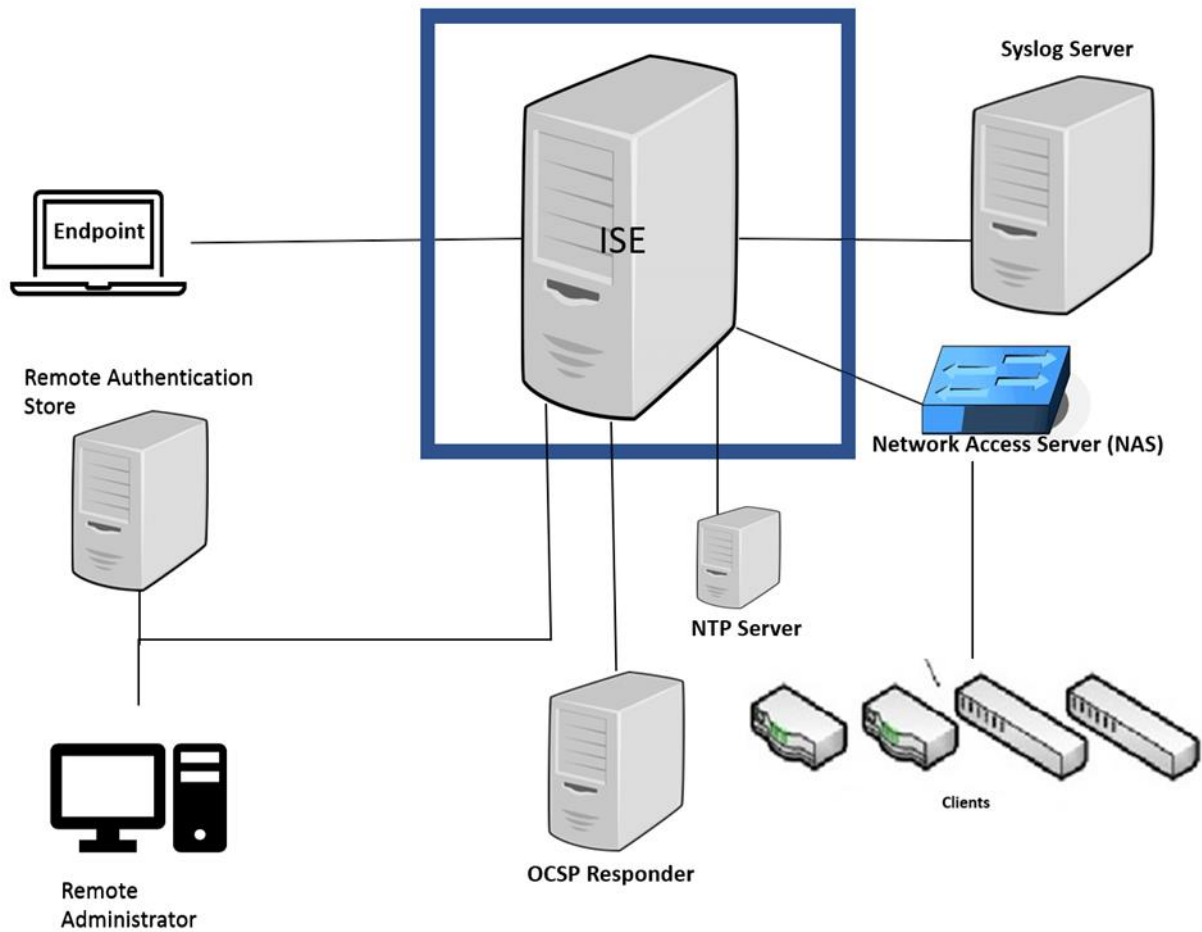 Syslog Server
Endpoint
ISE
Remote Authentication
Store
Network Access Server (NAS)
NTP Server
Clients
OCSP Responder
Remote
Administrator